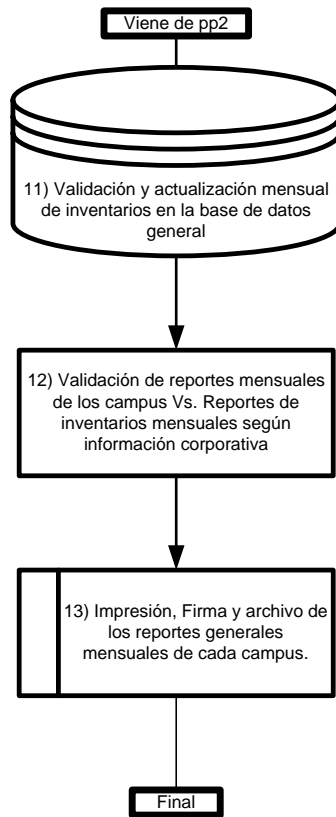 Viene de pp2
11) Validación y actualización mensual
de inventarios en la base de datos
general
12) Validación de reportes mensuales
de los campus Vs. Reportes de
inventarios mensuales según
información corporativa
13) Impresión, Firma y archivo de
los reportes generales
mensuales de cada campus.
Final